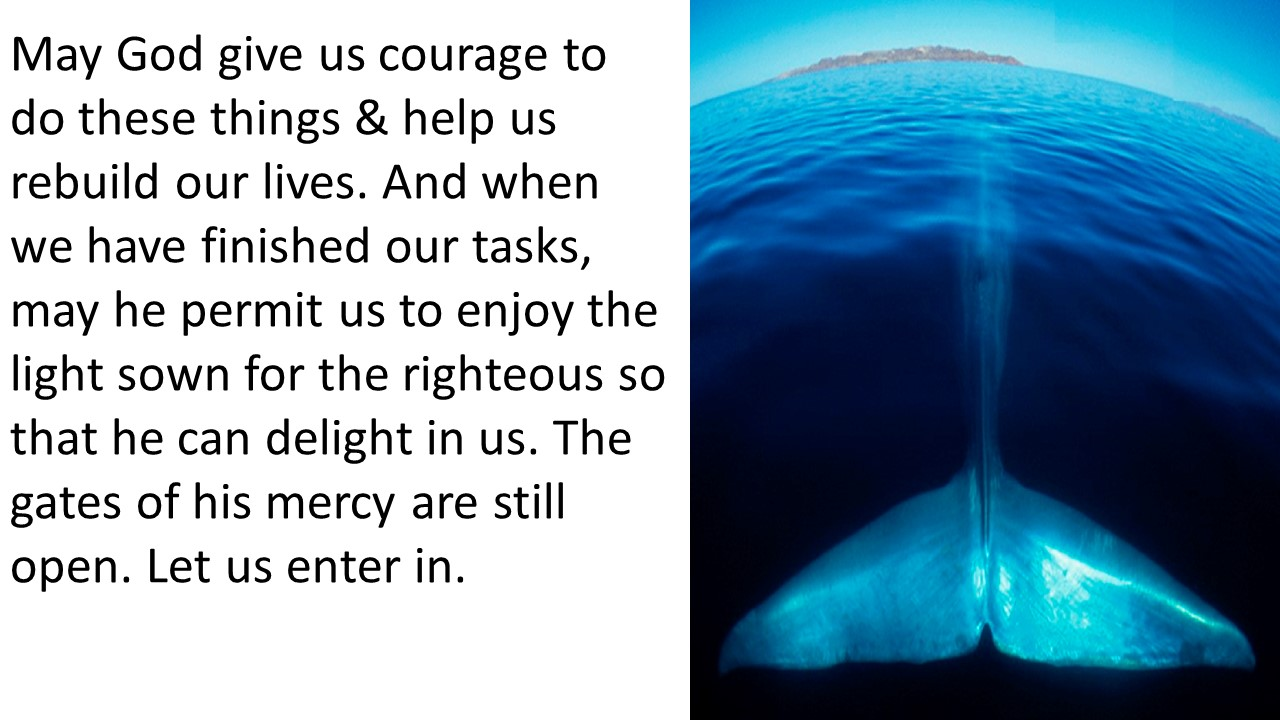 May God give us courage to
do these things & help us
rebuild our lives. And when
we have finished our tasks,
may he permit us to enjoy the
light sown for the righteous so
that he can delight in us. The
gates of his mercy are still
open. Let us enter in.